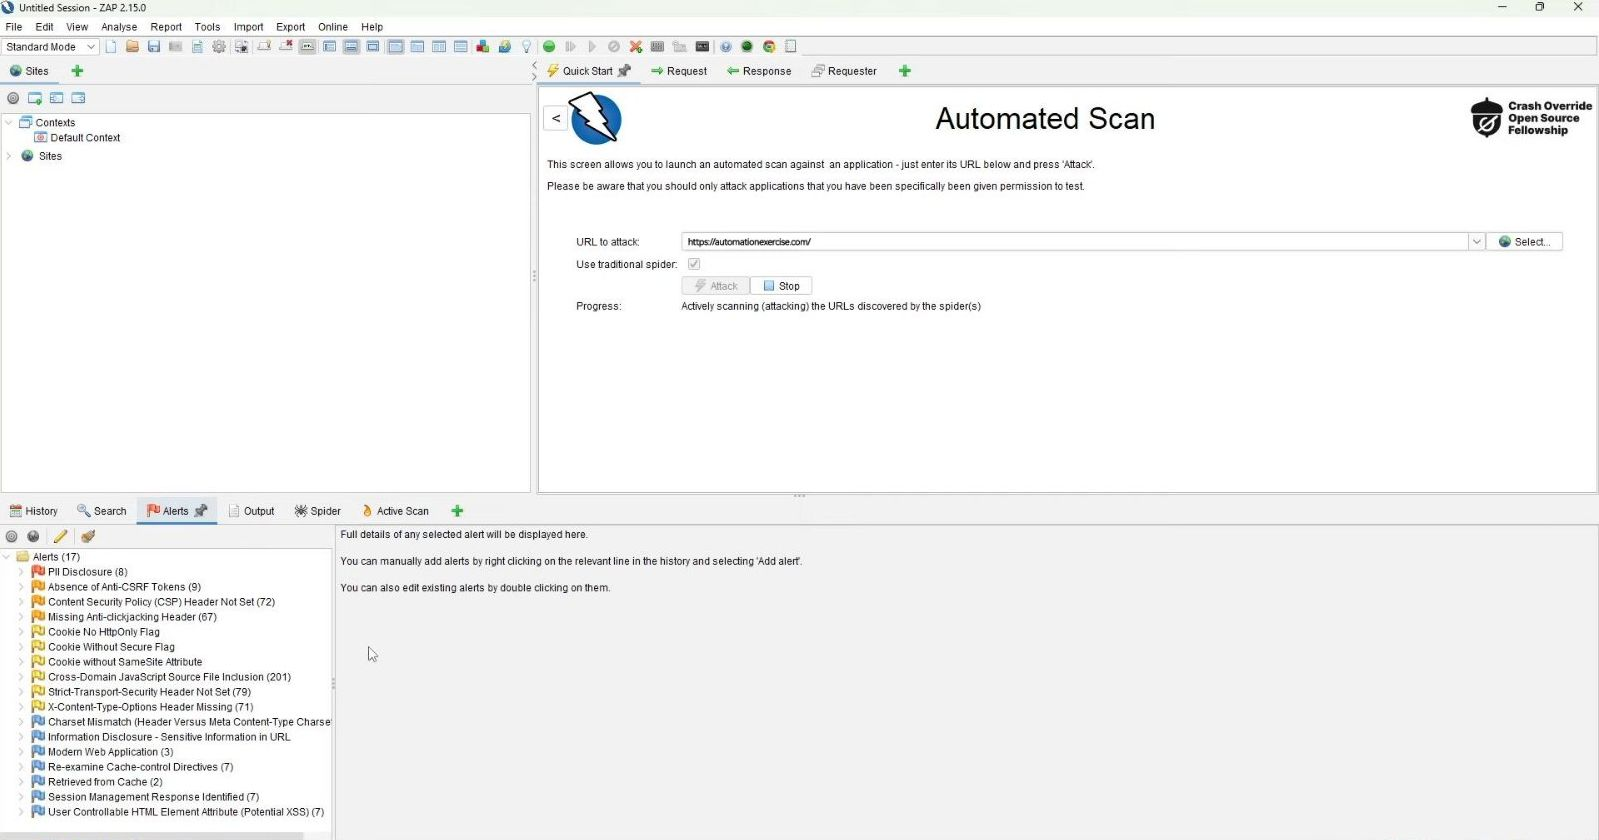 Untitled Session - ZAP 2.15.0
File Edit View Analyse Report Tools Import Export Online Help
Standard Mode
Sites
Quick Start Request Response Requester
Contexts
Default Context
Sites
<
Automated Scan
Crash Override
Open Source
Fellowship
This screen allows you to launch an automated scan against an application - just enter its URL below and press 'Attack'.
Please be aware that you should only attack applications that you have been specifically been given permission to test.
URL to attack: https://automationexercise.com/ Select...
Use traditional spider:
Attack Stop
Progress: Actively scanning (attacking) the URLs discovered by the spider(s)
History Search Alerts Output Spider Active Scan
Alerts (17)
PII Disclosure (8)
Absence of Anti-CSRF Tokens (9)
Content Security Policy (CSP) Header Not Set (72)
Missing Anti-clickjacking Header (67)
Cookie No HttpOnly Flag
Cookie Without Secure Flag
Cookie without SameSite Attribute
Cross-Domain JavaScript Source File Inclusion (201)
Strict-Transport-Security Header Not Set (79)
X-Content-Type-Options Header Missing (71)
Charset Mismatch (Header Versus Meta Content-Type Charset
Information Disclosure - Sensitive Information in URL
Modern Web Application (3)
Re-examine Cache-control Directives (7)
Retrieved from Cache (2)
Session Management Response Identified (7)
User Controllable HTML Element Attribute (Potential XSS) (7)
Full details of any selected alert will be displayed here.
You can manually add alerts by right clicking on the relevant line in the history and selecting 'Add alert'.
You can also edit existing alerts by double clicking on them.